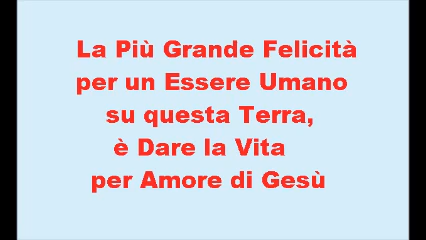 La Più Grande Felicità
per un Essere Umano
su questa Terra,
è Dare la Vita
per Amore di Gesù